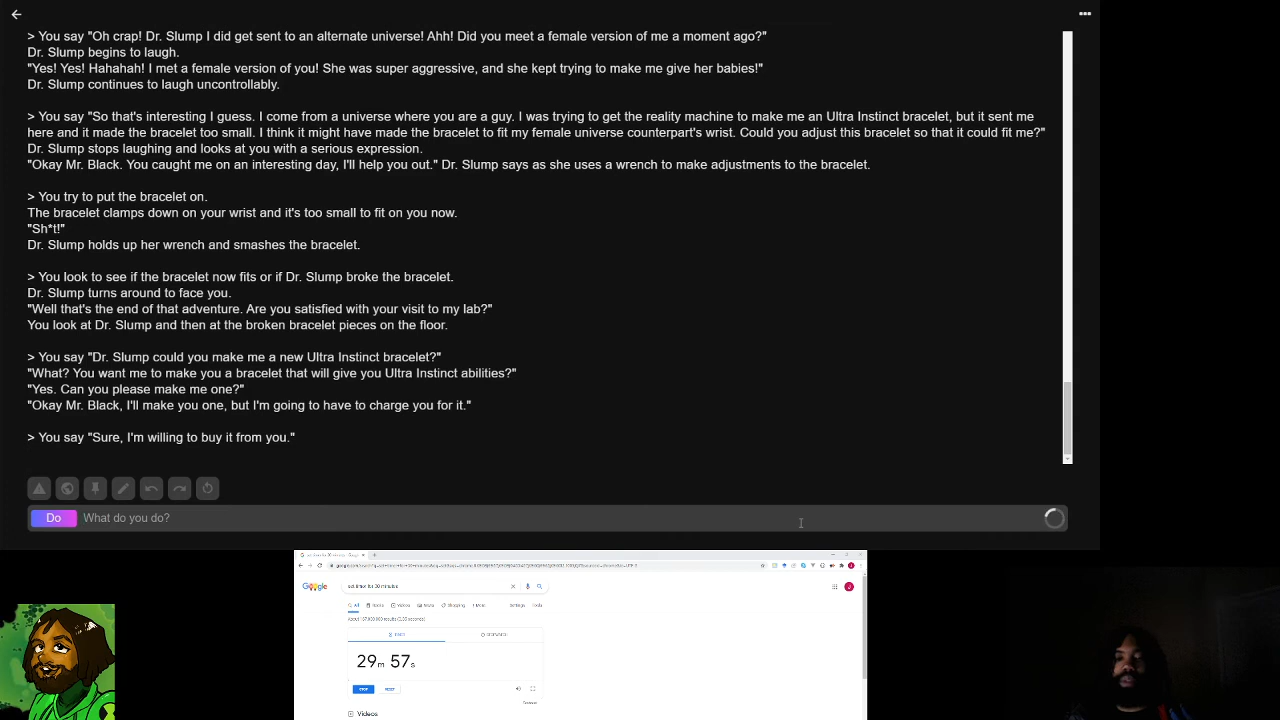 > You say "Oh crap! Dr. Slump I did get sent to an alternate universe! Ahh! Did you meet a female version of me a moment ago?"
Dr. Slump begins to laugh.
"Yes! Yes! Hahahah! I met a female version of you! She was super aggressive, and she kept trying to make me give her babies!"
Dr. Slump continues to laugh uncontrollably.
> You say "So that's interesting I guess. I come from a universe where you are a guy. I was trying to get the reality machine to make me an Ultra Instinct bracelet, but it sent me
here and it made the bracelet too small. I think it might have made the bracelet to fit my female universe counterpart's wrist. Could you adjust this bracelet so that it could fit me?"
Dr. Slump stops laughing and looks at you with a serious expression.
"Okay Mr. Black. You caught me on an interesting day, I'll help you out." Dr. Slump says as she uses a wrench to make adjustments to the bracelet.
> You try to put the bracelet on.
The bracelet clamps down on your wrist and it's too small to fit on you now.
"Sh*t!"
Dr. Slump holds up her wrench and smashes the bracelet.
> You look to see if the bracelet now fits or if Dr. Slump broke the bracelet.
Dr. Slump turns around to face you.
"Well that's the end of that adventure. Are you satisfied with your visit to my lab?"
You look at Dr. Slump and then at the broken bracelet pieces on the floor.
> You say "Dr. Slump could you make me a new Ultra Instinct bracelet?"
"What? You want me to make you a bracelet that will give you Ultra Instinct abilities?"
"Yes. Can you please make me one?"
"Okay Mr. Black, I'll make you one, but I'm going to have to charge you for it."
> You say "Sure, I'm willing to buy it from you."
Do What do you do?
Google
All Videos Shopping More Settings Tools
29m 57s
STOP RESET
Videos